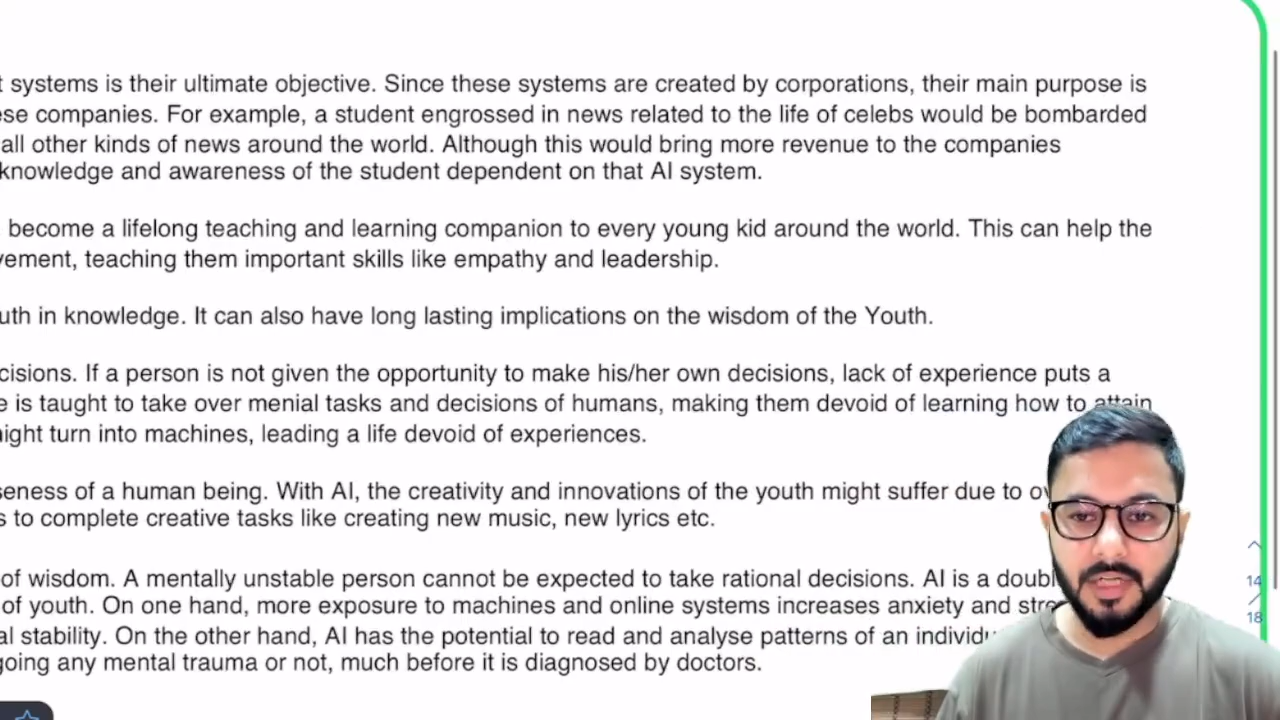 systems is their ultimate objective. Since these systems are created by corporations, their main purpose is
companies. For example, a student engrossed in news related to the life of celebs would be bombarded
all other kinds of news around the world. Although this would bring more revenue to the companies
knowledge and awareness of the student dependent on that AI system.
become a lifelong teaching and learning companion to every young kid around the world. This can help the
teaching them important skills like empathy and leadership.
in knowledge. It can also have long lasting implications on the wisdom of the Youth.
If a person is not given the opportunity to make his/her own decisions, lack of experience puts a
is taught to take over menial tasks and decisions of humans, making them devoid of learning how to attain
turn into machines, leading a life devoid of experiences.
of a human being. With AI, the creativity and innovations of the youth might suffer due to
to complete creative tasks like creating new music, new lyrics etc.
of wisdom. A mentally unstable person cannot be expected to take rational decisions. AI is a
of youth. On one hand, more exposure to machines and online systems increases anxiety and
14
stability. On the other hand, AI has the potential to read and analyse patterns of an
18
going any mental trauma or not, much before it is diagnosed by doctors.